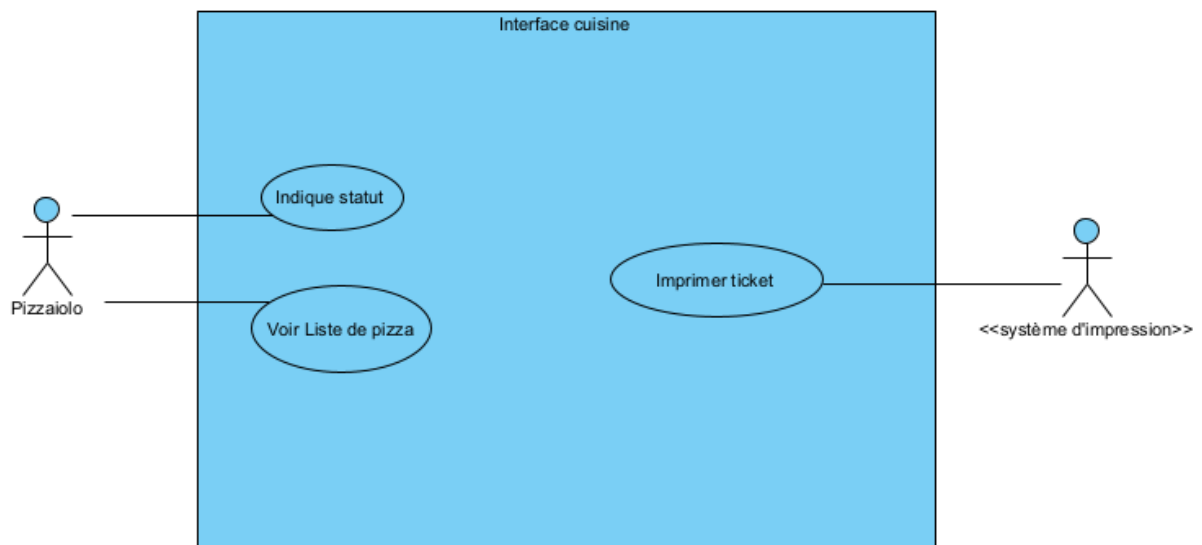 Interface cuisine
Indique statut
Pizzaiolo
Voir Liste de pizza
Imprimer ticket
<<système d'impression>>